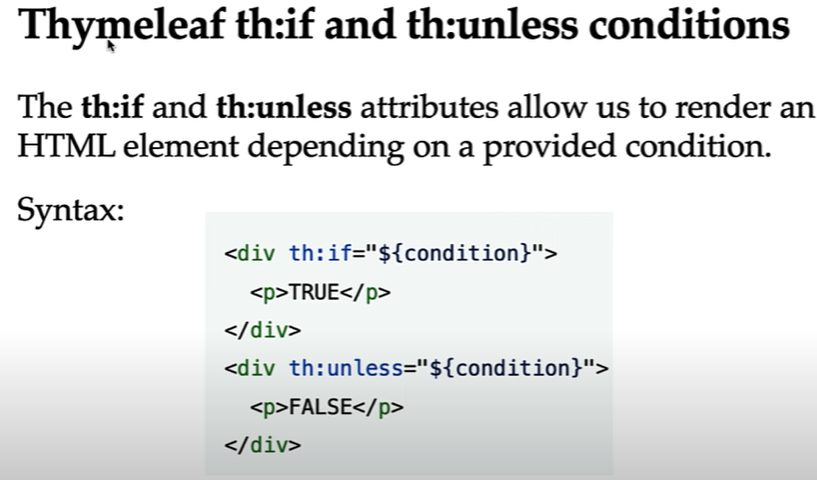 Thymeleaf th:if and th:unless conditions
The th:if and th:unless attributes allow us to render an
HTML element depending on a provided condition.
Syntax:
<div th:if="${condition}">
<p>TRUE</p>
</div>
<div th:unless="${condition}">
<p>FALSE</p>
</div>